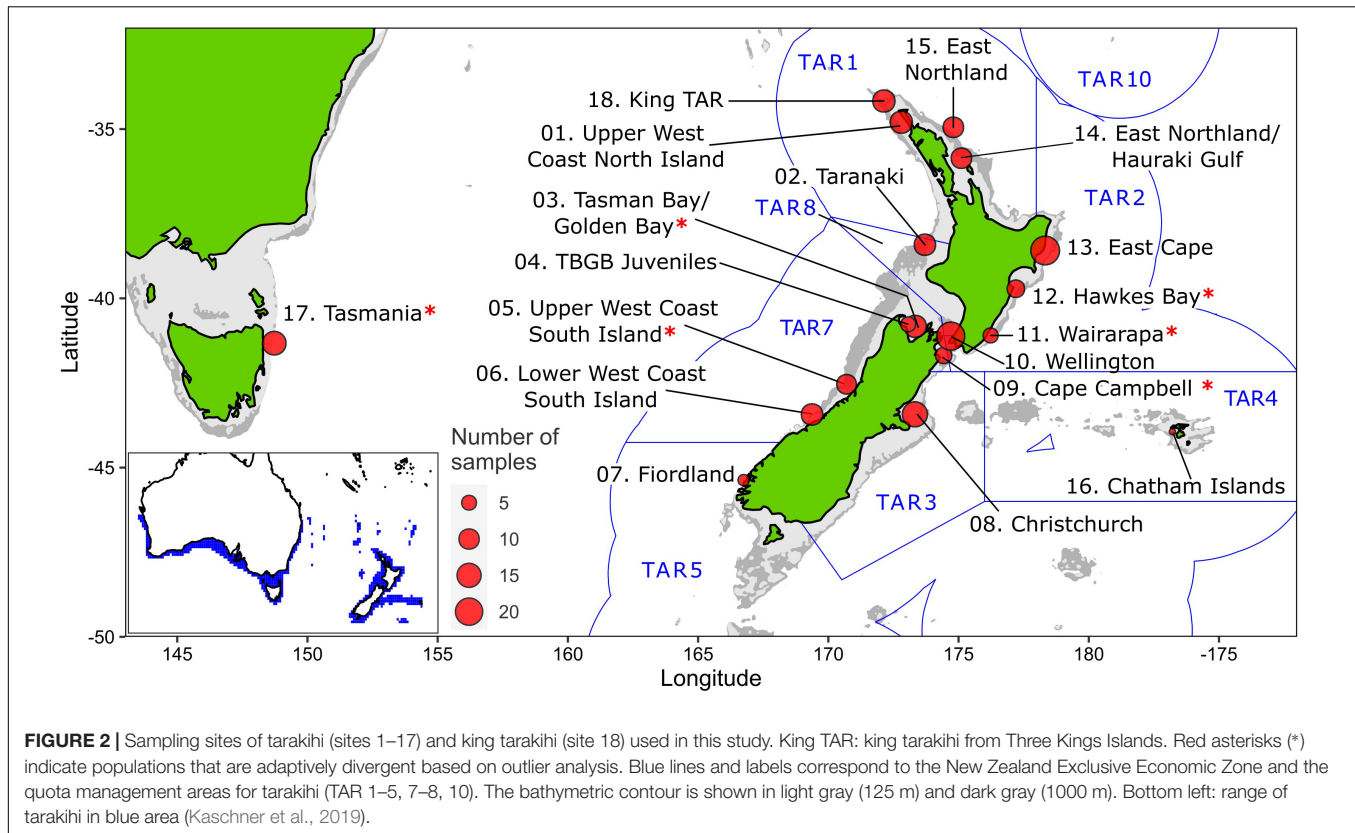 TAR1
15. East
Northland
TAR10
18. King TAR
01. Upper West
Coast North Island
14. East Northland/
Hauraki Gulf
02. Taranaki
03. Tasman Bay/
Golden Bay*
TAR8
TAR2
13. East Cape
04. TBGB Juveniles
12. Hawkes Bay*
17. Tasmania*
05. Upper West Coast
South Island*
TAR7
11. Wairarapa*
10. Wellington
06. Lower West Coast
South Island
09. Cape Campbell *
TAR4
07. Fiordland
16. Chatham Islands
TAR3
08. Christchurch
TAR5
Number of
samples
5
10
15
20
Latitude
-35
-40
-45
-50
145
150
155
160
165
170
175
180
-175
Longitude
FIGURE 2 | Sampling sites of tarakihi (sites 1–17) and king tarakihi (site 18) used in this study. King TAR: king tarakihi from Three Kings Islands. Red asterisks (*)
indicate populations that are adaptively divergent based on outlier analysis. Blue lines and labels correspond to the New Zealand Exclusive Economic Zone and the
quota management areas for tarakihi (TAR 1–5, 7–8, 10). The bathymetric contour is shown in light gray (125 m) and dark gray (1000 m). Bottom left: range of
tarakihi in blue area (Kaschner et al., 2019).